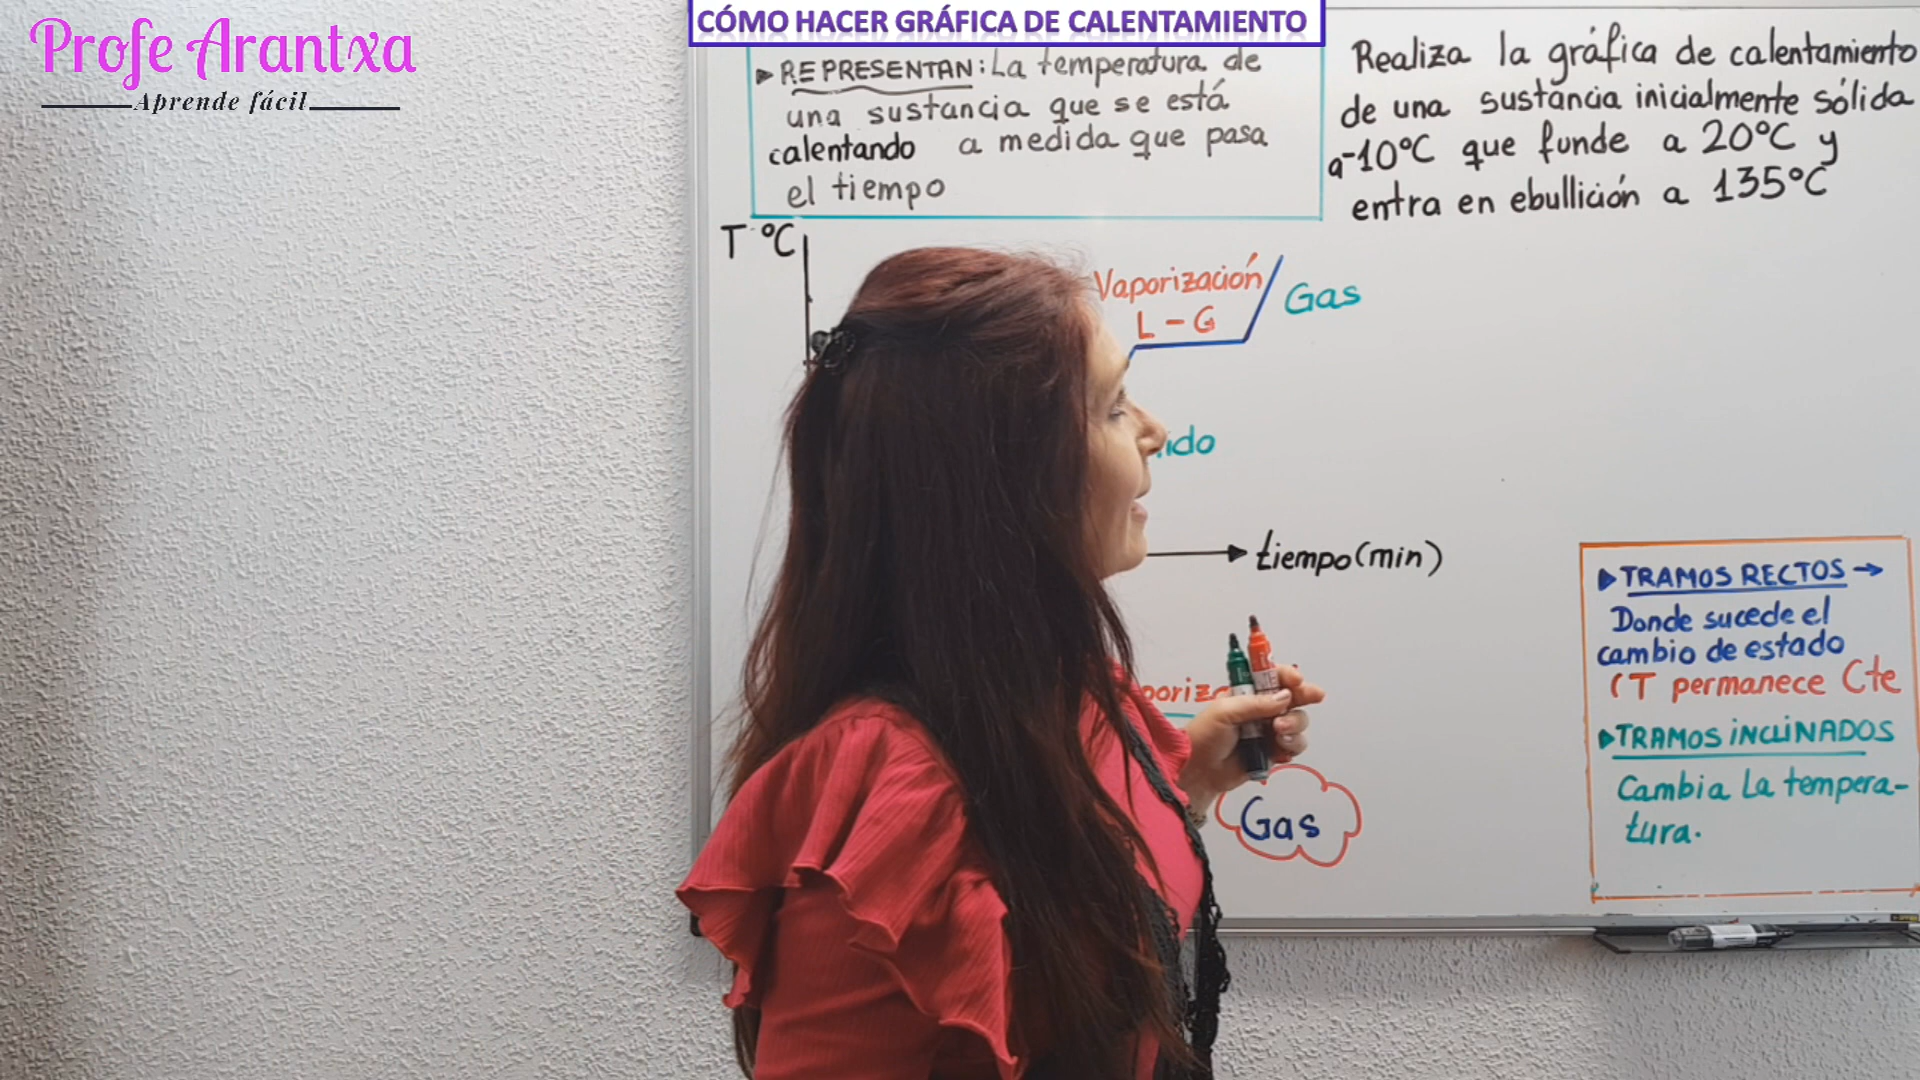 Profe Arantxa
Aprende fácil
CÓMO HACER GRÁFICA DE CALENTAMIENTO
▸ REPRESENTAN: La temperatura de
una sustancia que se está
calentando a medida que pasa
el tiempo
Realiza la gráfica de calentamiento
de una sustancia inicialmente sólida
a -10°C que funde a 20°C y
entra en ebullición a 135°C
T °C
Vaporización
L - G
Gas
ido
tiempo (min)
poriz
Gas
▸ TRAMOS RECTOS →
Donde sucede el
cambio de estado
(T permanece Cte
▸ TRAMOS INCLINADOS
Cambia La tempera-
tura.